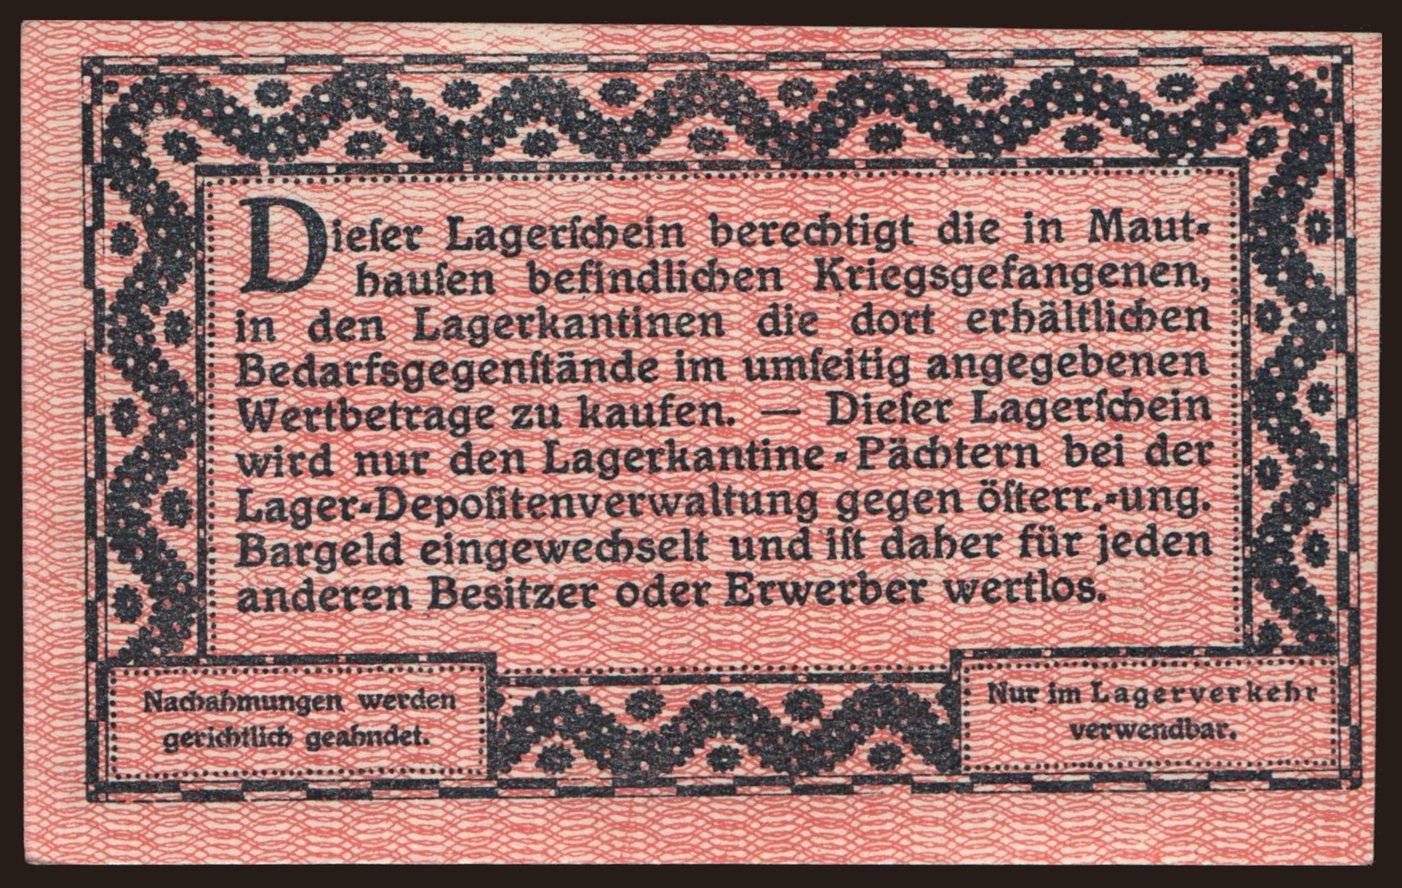 Dieſer Lagerſchein berechtigt die in Maut-
hauſen befindlichen Kriegsgefangenen,
in den Lagerkantinen die dort erhältlichen
Bedarfsgegenſtände im umſeitig angegebenen
Wertbetrage zu kaufen. — Dieſer Lagerſchein
wird nur den Lagerkantine-Pächtern bei der
Lager-Depoſitenverwaltung gegen öſterr.-ung.
Bargeld eingewechselt und iſt daher für jeden
anderen Besitzer oder Erwerber wertlos.
Nachahmungen werden
gerichtlich geahndet.
Nur im Lagerverkehr
verwendbar.